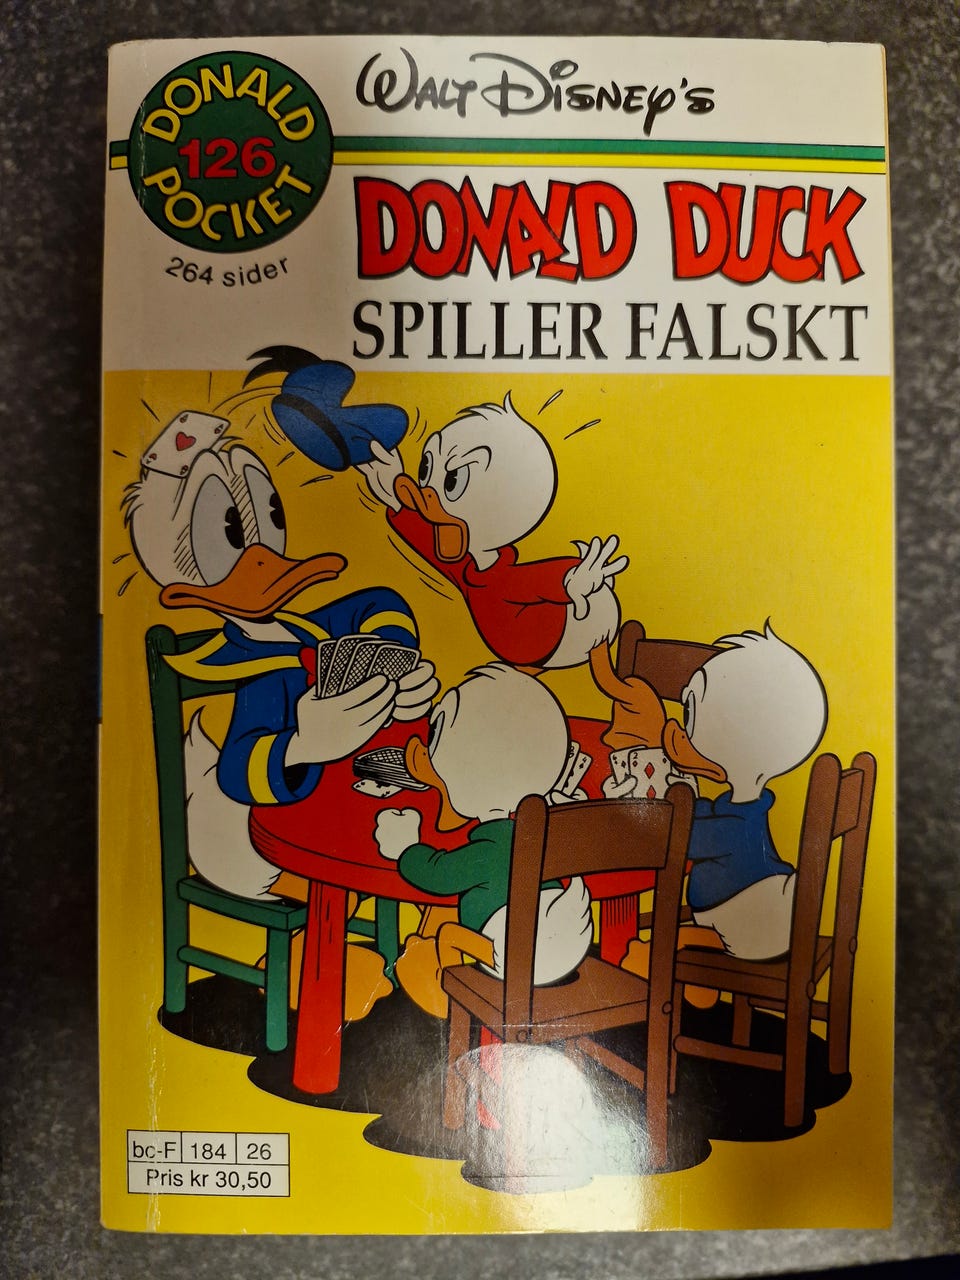 DONALD
126
POCKET
264 sider
WALT DISNEY'S
DONALD DUCK
SPILLER FALSKT
bc-F 184 26
Pris kr 30,50